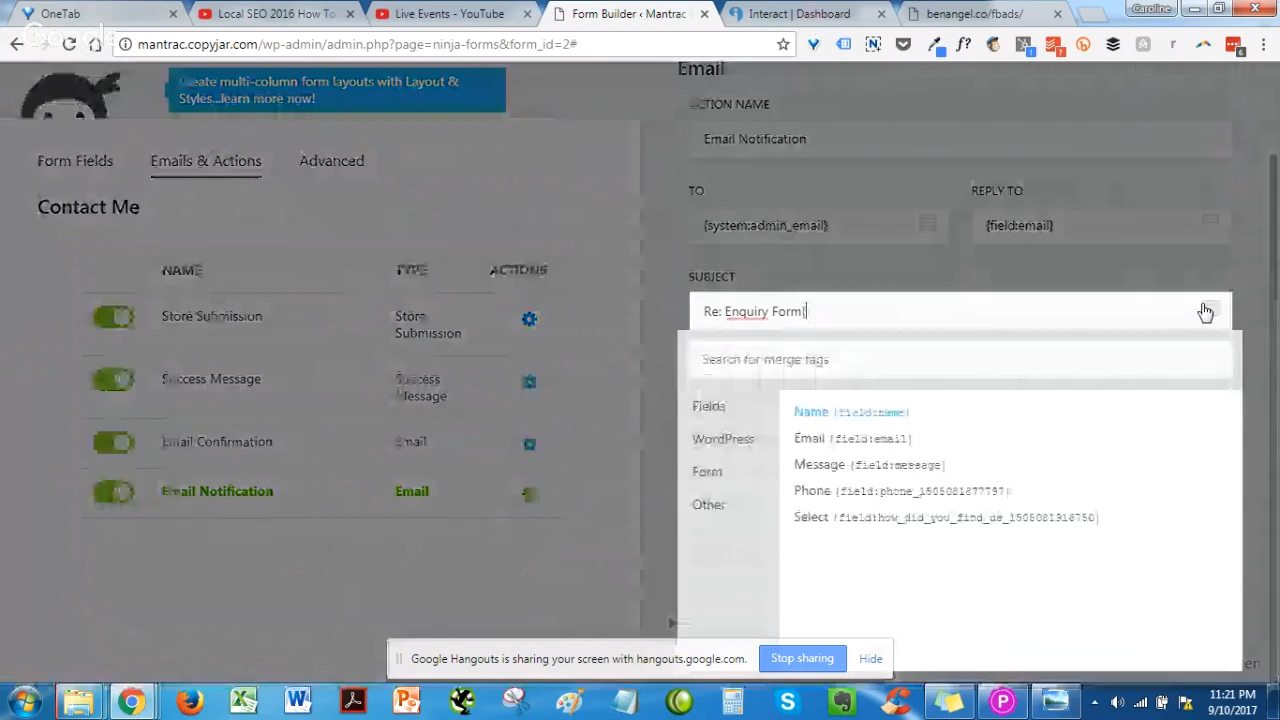 OneTab
Local SEO 2016 How To
Live Events - YouTube
Form Builder ‹ Mantrac
Interact | Dashboard
benangel.co/fbads/
Caroline
mantrac.copyjar.com/wp-admin/admin.php?page=ninja-forms&form_id=2#
Create multi-column form layouts with Layout &
Styles...learn more now!
Form Fields
Emails & Actions
Advanced
Contact Me
NAME
TYPE
ACTIONS
Store Submission
Store
Submission
Success Message
Success
Message
Email Confirmation
Email
Email Notification
Email
Email
ACTION NAME
Email Notification
TO
REPLY TO
{system:admin_email}
{field:email}
SUBJECT
Re: Enquiry Form{
Search for merge tags
Fields
WordPress
Form
Other
Name {field:name}
Email {field:email}
Message {field:message}
Phone {field:phone_1505081877797}
Select {field:how_did_you_find_us_1505081916750}
Google Hangouts is sharing your screen with hangouts.google.com.
Stop sharing
Hide
11:21 PM
9/10/2017